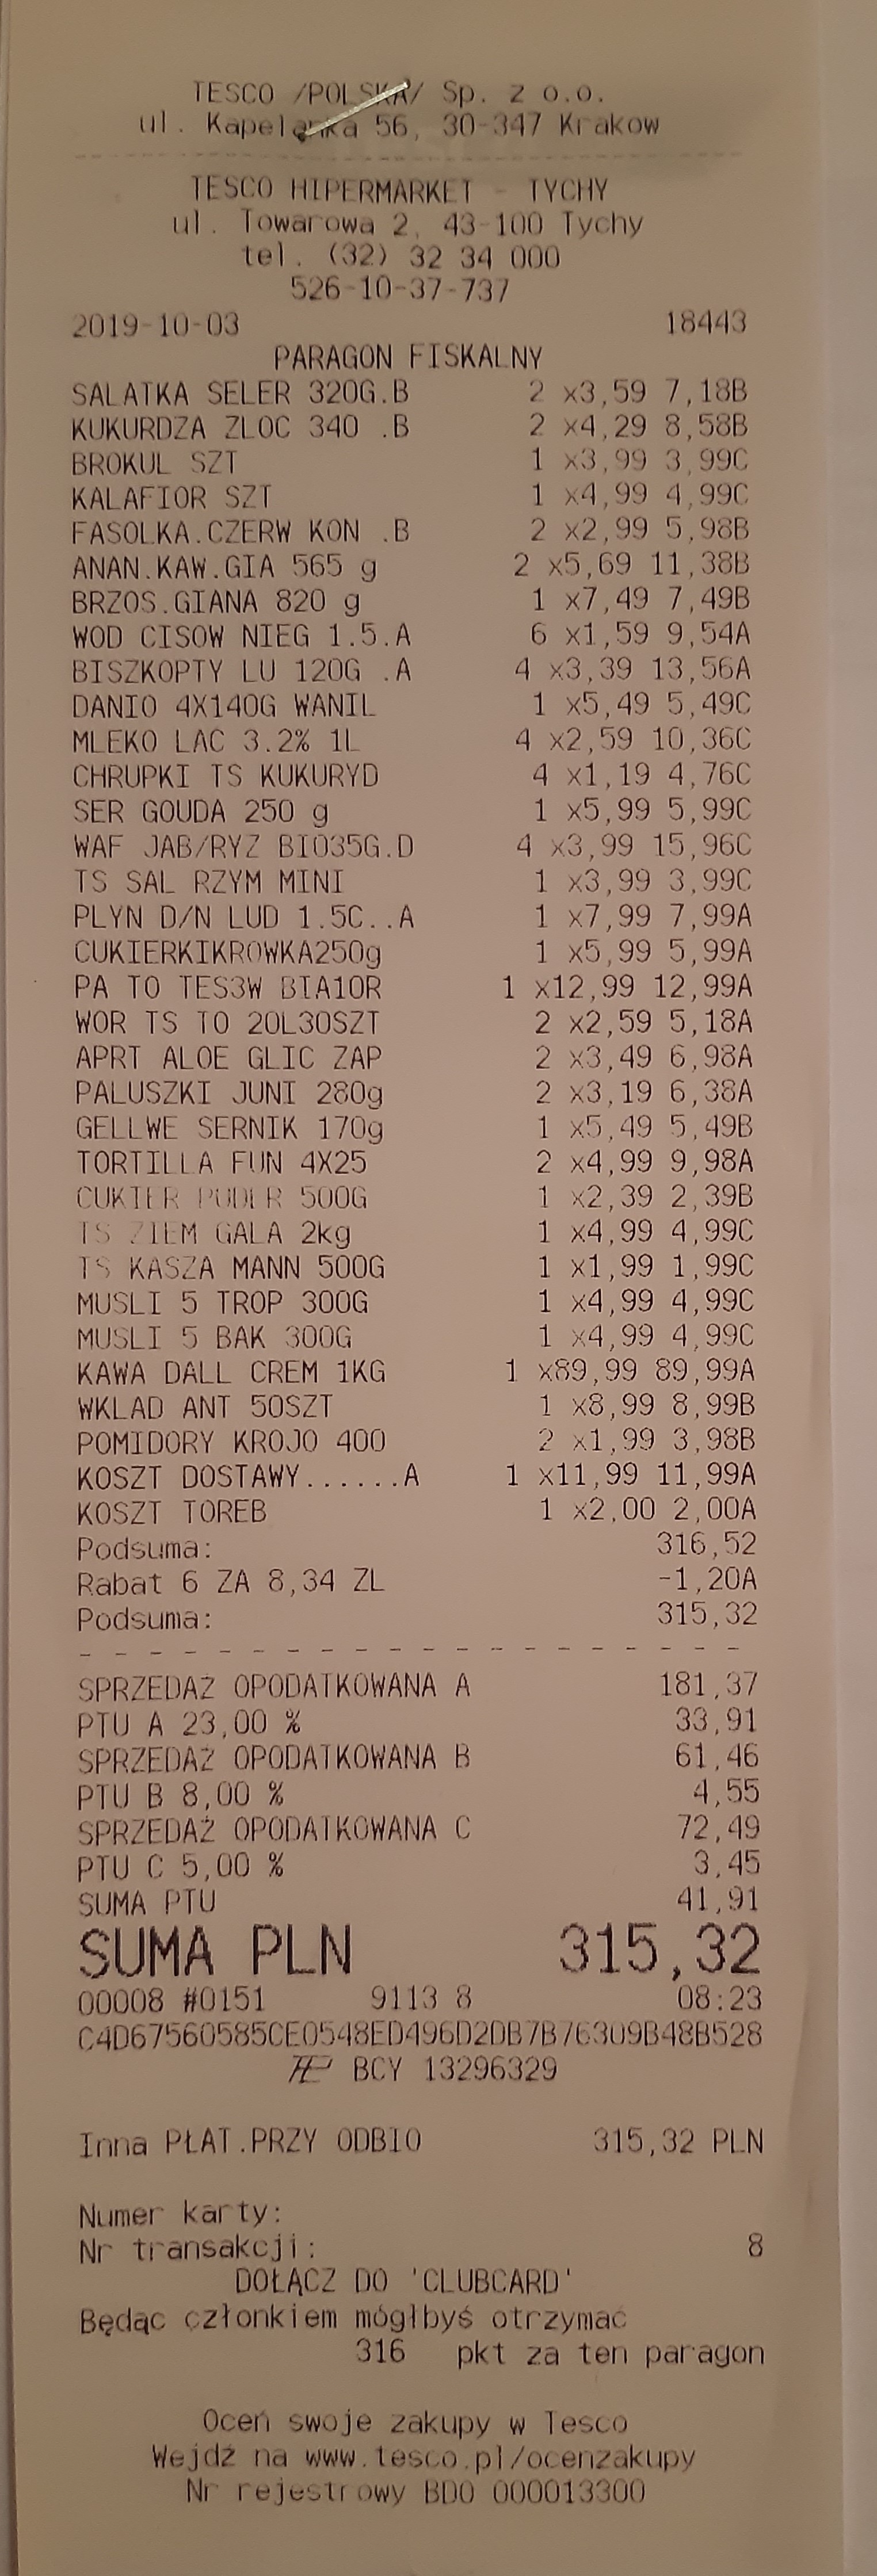 TESCO /POLSKA/ Sp. z o.o.
ul. Kapelanka 56, 30-347 Krakow
TESCO HIPERMARKET - TYCHY
ul. Towarowa 2, 43-100 Tychy
tel. (32) 32 34 000
526-10-37-737
2019-10-03 18443
PARAGON FISKALNY
SALATKA SELER 320G.B 2 x3,59 7,18B
KUKURDZA ZLOC 340 .B 2 x4,29 8,58B
BROKUL SZT 1 x3,99 3,99C
KALAFIOR SZT 1 x4,99 4,99C
FASOLKA.CZERW KON .B 2 x2,99 5,98B
ANAN.KAW.GIA 565 g 2 x5,69 11,38B
BRZOS.GIANA 820 g 1 x7,49 7,49B
WOD CISOW NIEG 1.5.A 6 x1,59 9,54A
BISZKOPTY LU 120G .A 4 x3,39 13,56A
DANIO 4X140G WANIL 1 x5,49 5,49C
MLEKO LAC 3.2% 1L 4 x2,59 10,36C
CHRUPKI TS KUKURYD 4 x1,19 4,76C
SER GOUDA 250 g 1 x5,99 5,99C
WAF JAB/RYZ BIO35G.D 4 x3,99 15,96C
TS SAL RZYM MINI 1 x3,99 3,99C
PLYN D/N LUD 1.5C..A 1 x7,99 7,99A
CUKIERKIKROWKA250g 1 x5,99 5,99A
PA TO TES3W BIA10R 1 x12,99 12,99A
WOR TS TO 20L30SZT 2 x2,59 5,18A
APRT ALOE GLIC ZAP 2 x3,49 6,98A
PALUSZKI JUNI 280g 2 x3,19 6,38A
GELLWE SERNIK 170g 1 x5,49 5,49B
TORTILLA FUN 4X25 2 x4,99 9,98A
CUKIER PUDER 500G 1 x2,39 2,39B
TS ZIEM GALA 2kg 1 x4,99 4,99C
TS KASZA MANN 500G 1 x1,99 1,99C
MUSLI 5 TROP 300G 1 x4,99 4,99C
MUSLI 5 BAK 300G 1 x4,99 4,99C
KAWA DALL CREM 1KG 1 x89,99 89,99A
WKLAD ANT 50SZT 1 x8,99 8,99B
POMIDORY KROJO 400 2 x1,99 3,98B
KOSZT DOSTAWY......A 1 x11,99 11,99A
KOSZT TOREB 1 x2,00 2,00A
Podsuma: 316,52
Rabat 6 ZA 8,34 ZL -1,20A
Podsuma: 315,32
SPRZEDAŻ OPODATKOWANA A 181,37
PTU A 23,00 % 33,91
SPRZEDAŻ OPODATKOWANA B 61,46
PTU B 8,00 % 4,55
SPRZEDAŻ OPODATKOWANA C 72,49
PTU C 5,00 % 3,45
SUMA PTU 41,91
SUMA PLN 315,32
00008 #0151 9113 8 08:23
C4D67560585CE0548ED496D2DB7B76309B48B528
BCY 13296329
Inna PŁAT.PRZY ODBIO 315,32 PLN
Numer karty:
Nr transakcji: 8
DOŁĄCZ DO 'CLUBCARD'
Będąc członkiem mógłbyś otrzymać
316 pkt za ten paragon
Oceń swoje zakupy w Tesco
Wejdź na www.tesco.pl/ocenzakupy
Nr rejestrowy BDO 000013300